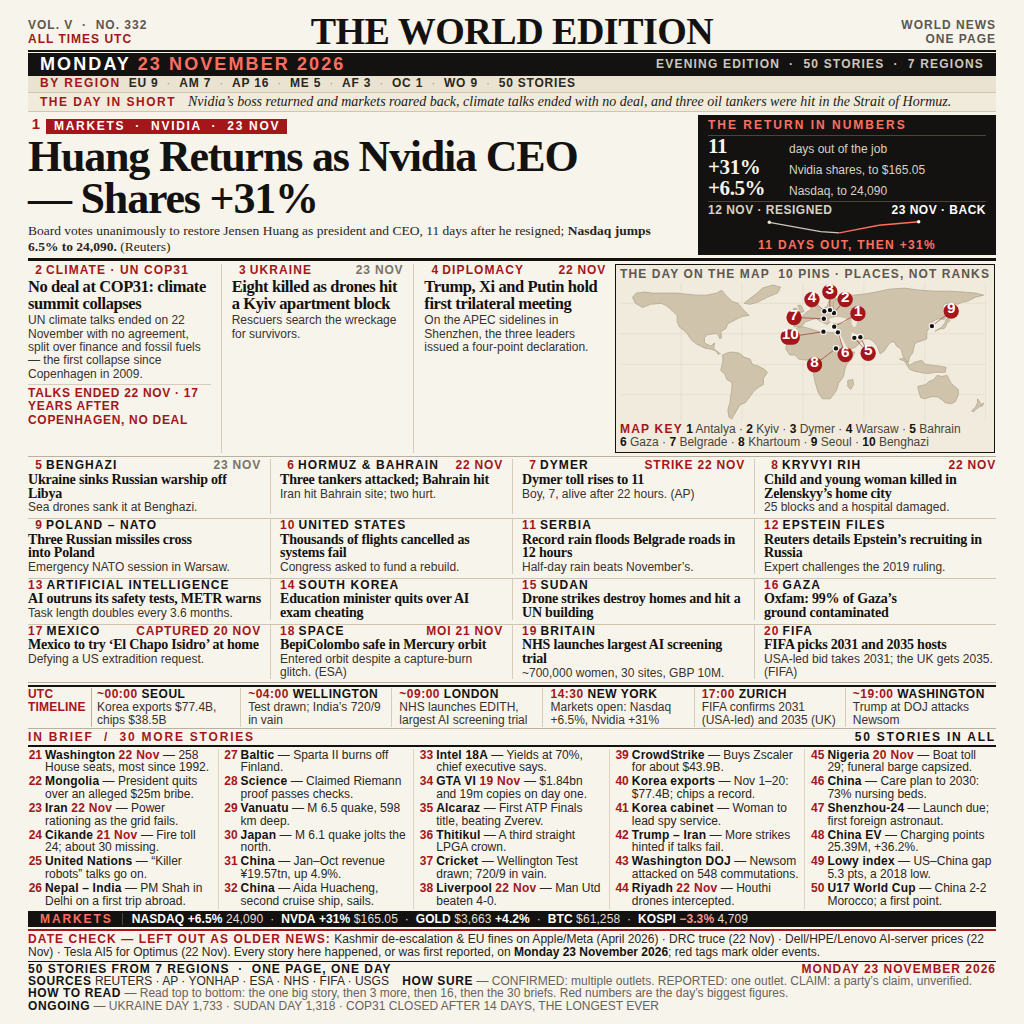 VOL. V · NO. 332
ALL TIMES UTC
THE WORLD EDITION
WORLD NEWS
ONE PAGE
MONDAY 23 NOVEMBER 2026
EVENING EDITION · 50 STORIES · 7 REGIONS
BY REGION EU 9 · AM 7 · AP 16 · ME 5 · AF 3 · OC 1 · WO 9 · 50 STORIES
THE DAY IN SHORT Nvidia’s boss returned and markets roared back, climate talks ended with no deal, and three oil tankers were hit in the Strait of Hormuz.
1 MARKETS · NVIDIA · 23 NOV
Huang Returns as Nvidia CEO
— Shares +31%
Board votes unanimously to restore Jensen Huang as president and CEO, 11 days after he resigned; Nasdaq jumps
6.5% to 24,090. (Reuters)
THE RETURN IN NUMBERS
11 days out of the job
+31% Nvidia shares, to $165.05
+6.5% Nasdaq, to 24,090
12 NOV · RESIGNED 23 NOV · BACK
11 DAYS OUT, THEN +31%
2 CLIMATE · UN COP31
No deal at COP31: climate
summit collapses
UN climate talks ended on 22
November with no agreement,
split over finance and fossil fuels
— the first collapse since
Copenhagen in 2009.
TALKS ENDED 22 NOV · 17
YEARS AFTER
COPENHAGEN, NO DEAL
3 UKRAINE 23 NOV
Eight killed as drones hit
a Kyiv apartment block
Rescuers search the wreckage
for survivors.
4 DIPLOMACY 22 NOV
Trump, Xi and Putin hold
first trilateral meeting
On the APEC sidelines in
Shenzhen, the three leaders
issued a four-point declaration.
THE DAY ON THE MAP 10 PINS · PLACES, NOT RANKS
4
3
2
1
7
10
9
8
6
5
MAP KEY 1 Antalya · 2 Kyiv · 3 Dymer · 4 Warsaw · 5 Bahrain
6 Gaza · 7 Belgrade · 8 Khartoum · 9 Seoul · 10 Benghazi
5 BENGHAZI 23 NOV
Ukraine sinks Russian warship off
Libya
Sea drones sank it at Benghazi.
6 HORMUZ & BAHRAIN 22 NOV
Three tankers attacked; Bahrain hit
Iran hit Bahrain site; two hurt.
7 DYMER STRIKE 22 NOV
Dymer toll rises to 11
Boy, 7, alive after 22 hours. (AP)
8 KRYVYI RIH 22 NOV
Child and young woman killed in
Zelenskyy’s home city
25 blocks and a hospital damaged.
9 POLAND – NATO
Three Russian missiles cross
into Poland
Emergency NATO session in Warsaw.
10 UNITED STATES
Thousands of flights cancelled as
systems fail
Congress asked to fund a rebuild.
11 SERBIA
Record rain floods Belgrade roads in
12 hours
Half-day rain beats November’s.
12 EPSTEIN FILES
Reuters details Epstein’s recruiting in
Russia
Expert challenges the 2019 ruling.
13 ARTIFICIAL INTELLIGENCE
AI outruns its safety tests, METR warns
Task length doubles every 3.6 months.
14 SOUTH KOREA
Education minister quits over AI
exam cheating
15 SUDAN
Drone strikes destroy homes and hit a
UN building
16 GAZA
Oxfam: 99% of Gaza’s
ground contaminated
17 MEXICO CAPTURED 20 NOV
Mexico to try ‘El Chapo Isidro’ at home
Defying a US extradition request.
18 SPACE MOI 21 NOV
BepiColombo safe in Mercury orbit
Entered orbit despite a capture-burn
glitch. (ESA)
19 BRITAIN
NHS launches largest AI screening
trial
~700,000 women, 30 sites, GBP 10M.
20 FIFA
FIFA picks 2031 and 2035 hosts
USA-led bid takes 2031; the UK gets 2035.
(FIFA)
UTC
TIMELINE
~00:00 SEOUL
Korea exports $77.4B,
chips $38.5B
~04:00 WELLINGTON
Test drawn; India’s 720/9
in vain
~09:00 LONDON
NHS launches EDITH,
largest AI screening trial
14:30 NEW YORK
Markets open: Nasdaq
+6.5%, Nvidia +31%
17:00 ZURICH
FIFA confirms 2031
(USA-led) and 2035 (UK)
~19:00 WASHINGTON
Trump at DOJ attacks
Newsom
IN BRIEF / 30 MORE STORIES 50 STORIES IN ALL
21 Washington 22 Nov — 258
House seats, most since 1992.
22 Mongolia — President quits
over an alleged $25m bribe.
23 Iran 22 Nov — Power
rationing as the grid fails.
24 Cikande 21 Nov — Fire toll
24; about 30 missing.
25 United Nations — “Killer
robots” talks go on.
26 Nepal – India — PM Shah in
Delhi on a first trip abroad.
27 Baltic — Sparta II burns off
Finland.
28 Science — Claimed Riemann
proof passes checks.
29 Vanuatu — M 6.5 quake, 598
km deep.
30 Japan — M 6.1 quake jolts the
north.
31 China — Jan–Oct revenue
¥19.57tn, up 4.9%.
32 China — Aida Huacheng,
second cruise ship, sails.
33 Intel 18A — Yields at 70%,
chief executive says.
34 GTA VI 19 Nov — $1.84bn
and 19m copies on day one.
35 Alcaraz — First ATP Finals
title, beating Zverev.
36 Thitikul — A third straight
LPGA crown.
37 Cricket — Wellington Test
drawn; 720/9 in vain.
38 Liverpool 22 Nov — Man Utd
beaten 4-0.
39 CrowdStrike — Buys Zscaler
for about $43.9B.
40 Korea exports — Nov 1–20:
$77.4B; chips a record.
41 Korea cabinet — Woman to
lead spy service.
42 Trump – Iran — More strikes
hinted if talks fail.
43 Washington DOJ — Newsom
attacked on 548 commutations.
44 Riyadh 22 Nov — Houthi
drones intercepted.
45 Nigeria 20 Nov — Boat toll
29; funeral barge capsized.
46 China — Care plan to 2030:
73% nursing beds.
47 Shenzhou-24 — Launch due;
first foreign astronaut.
48 China EV — Charging points
25.39M, +36.2%.
49 Lowy index — US–China gap
5.3 pts, a 2018 low.
50 U17 World Cup — China 2-2
Morocco; a first point.
MARKETS NASDAQ +6.5% 24,090 · NVDA +31% $165.05 · GOLD $3,663 +4.2% · BTC $61,258 · KOSPI −3.3% 4,709
DATE CHECK — LEFT OUT AS OLDER NEWS: Kashmir de-escalation & EU fines on Apple/Meta (April 2026) · DRC truce (22 Nov) · Dell/HPE/Lenovo AI-server prices (22
Nov) · Tesla AI5 for Optimus (22 Nov). Every story here happened, or was first reported, on Monday 23 November 2026; red tags mark older events.
50 STORIES FROM 7 REGIONS · ONE PAGE, ONE DAY MONDAY 23 NOVEMBER 2026
SOURCES REUTERS · AP · YONHAP · ESA · NHS · FIFA · USGS HOW SURE — CONFIRMED: multiple outlets. REPORTED: one outlet. CLAIM: a party’s claim, unverified.
HOW TO READ — Read top to bottom: the one big story, then 3 more, then 16, then the 30 briefs. Red numbers are the day’s biggest figures.
ONGOING — UKRAINE DAY 1,733 · SUDAN DAY 1,318 · COP31 CLOSED AFTER 14 DAYS, THE LONGEST EVER